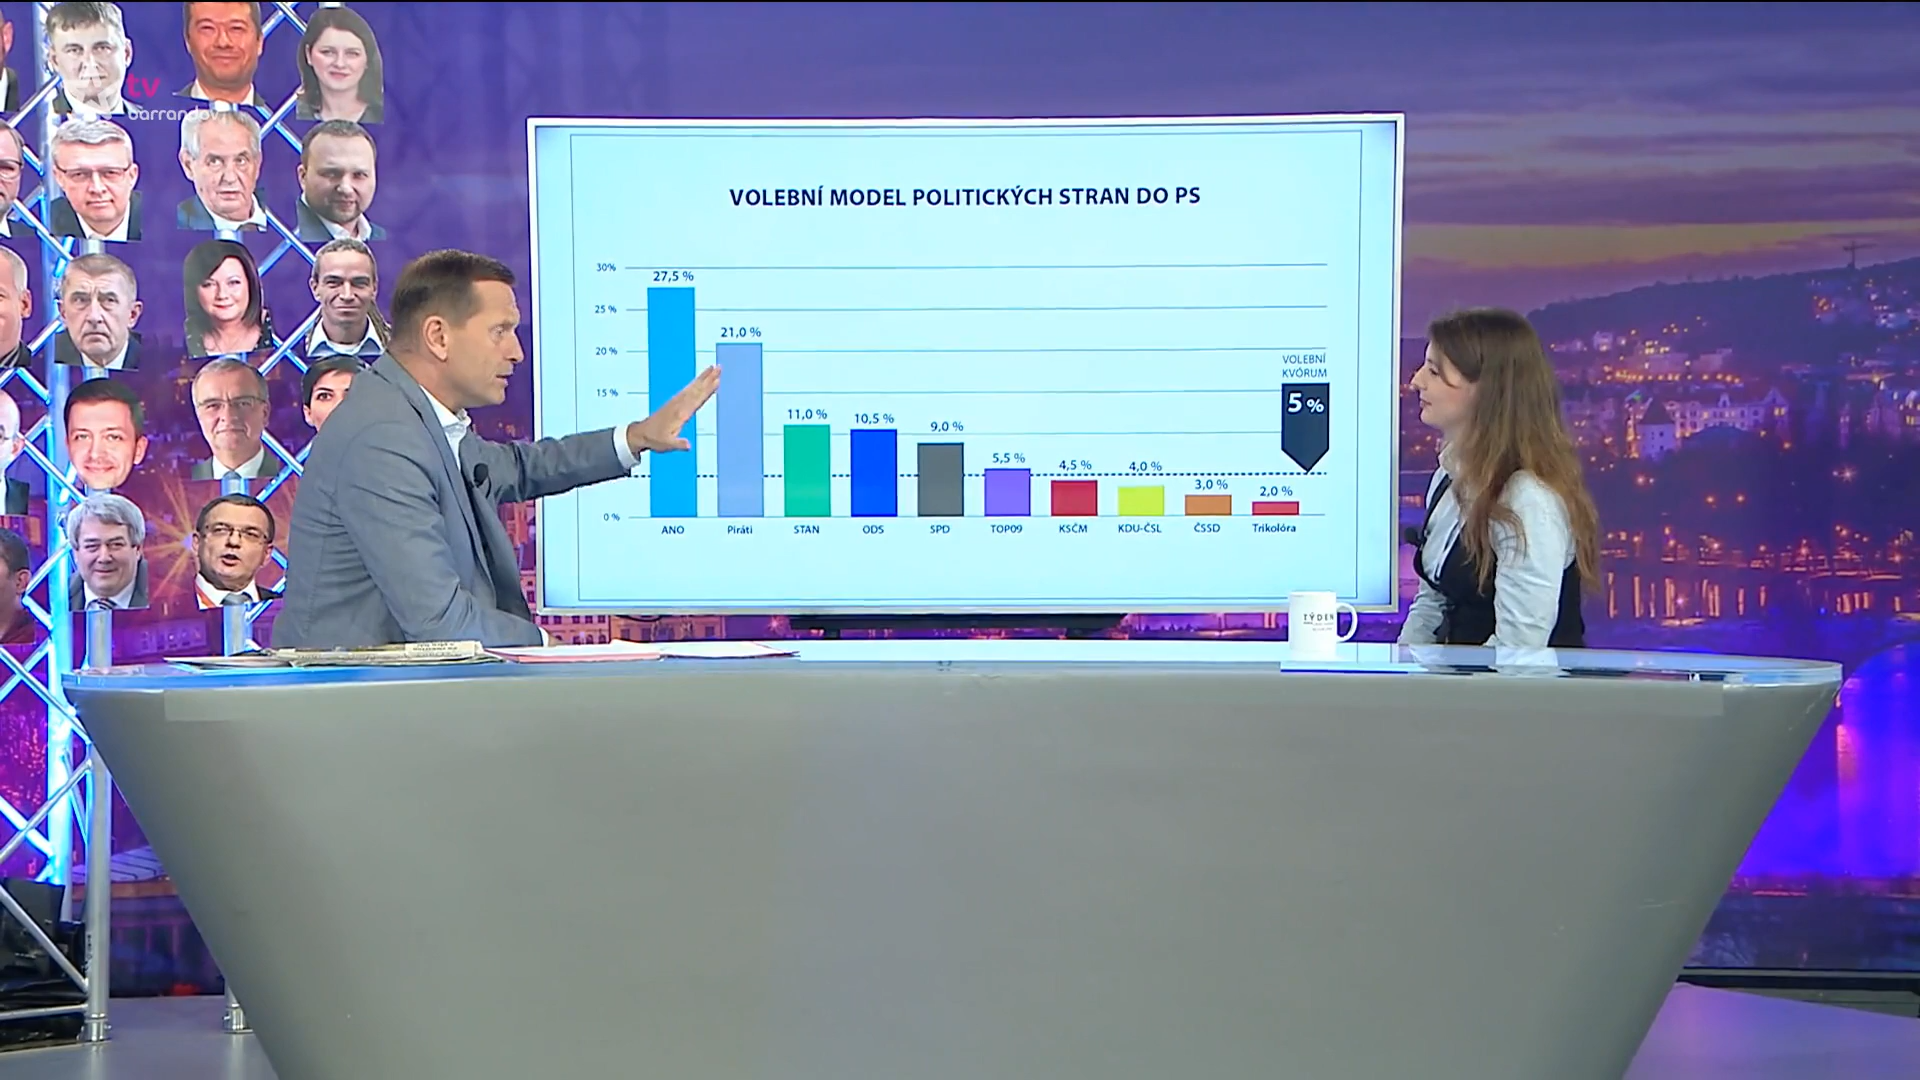 tv
barrandov
VOLEBNÍ MODEL POLITICKÝCH STRAN DO PS
30%
25 %
20 %
15 %
0 %
27,5 %
21,0 %
11,0 %
10,5 %
9,0 %
5,5 %
4,5 %
4,0 %
3,0 %
2,0 %
ANO
Piráti
STAN
ODS
SPD
TOP09
KSČM
KDU-ČSL
ČSSD
Trikolóra
VOLEBNÍ
KVÓRUM
5 %
TÝDEN